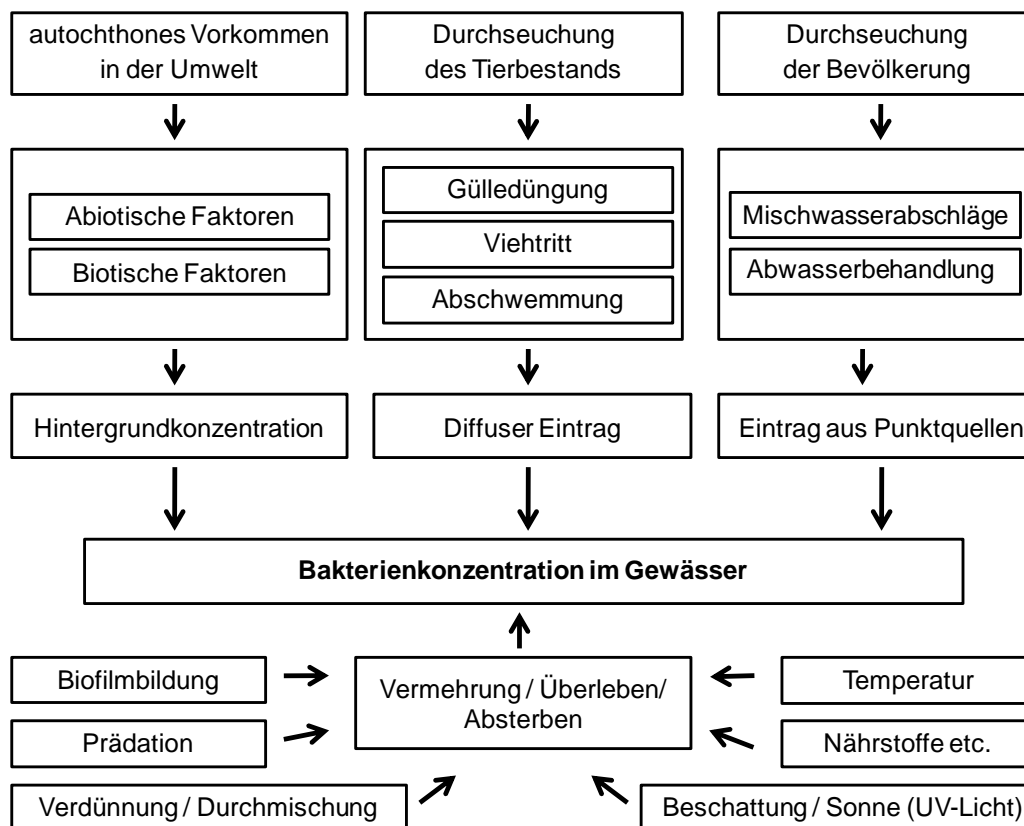 autochthones Vorkommen
in der Umwelt
Durchseuchung
des Tierbestands
Durchseuchung
der Bevölkerung
Abiotische Faktoren
Biotische Faktoren
Gülledüngung
Viehtritt
Abschwemmung
Mischwasserabschläge
Abwasserbehandlung
Hintergrundkonzentration
Diffuser Eintrag
Eintrag aus Punktquellen
Bakterienkonzentration im Gewässer
Biofilmbildung
Prädation
Verdünnung / Durchmischung
Vermehrung / Überleben/
Absterben
Temperatur
Nährstoffe etc.
Beschattung / Sonne (UV-Licht)